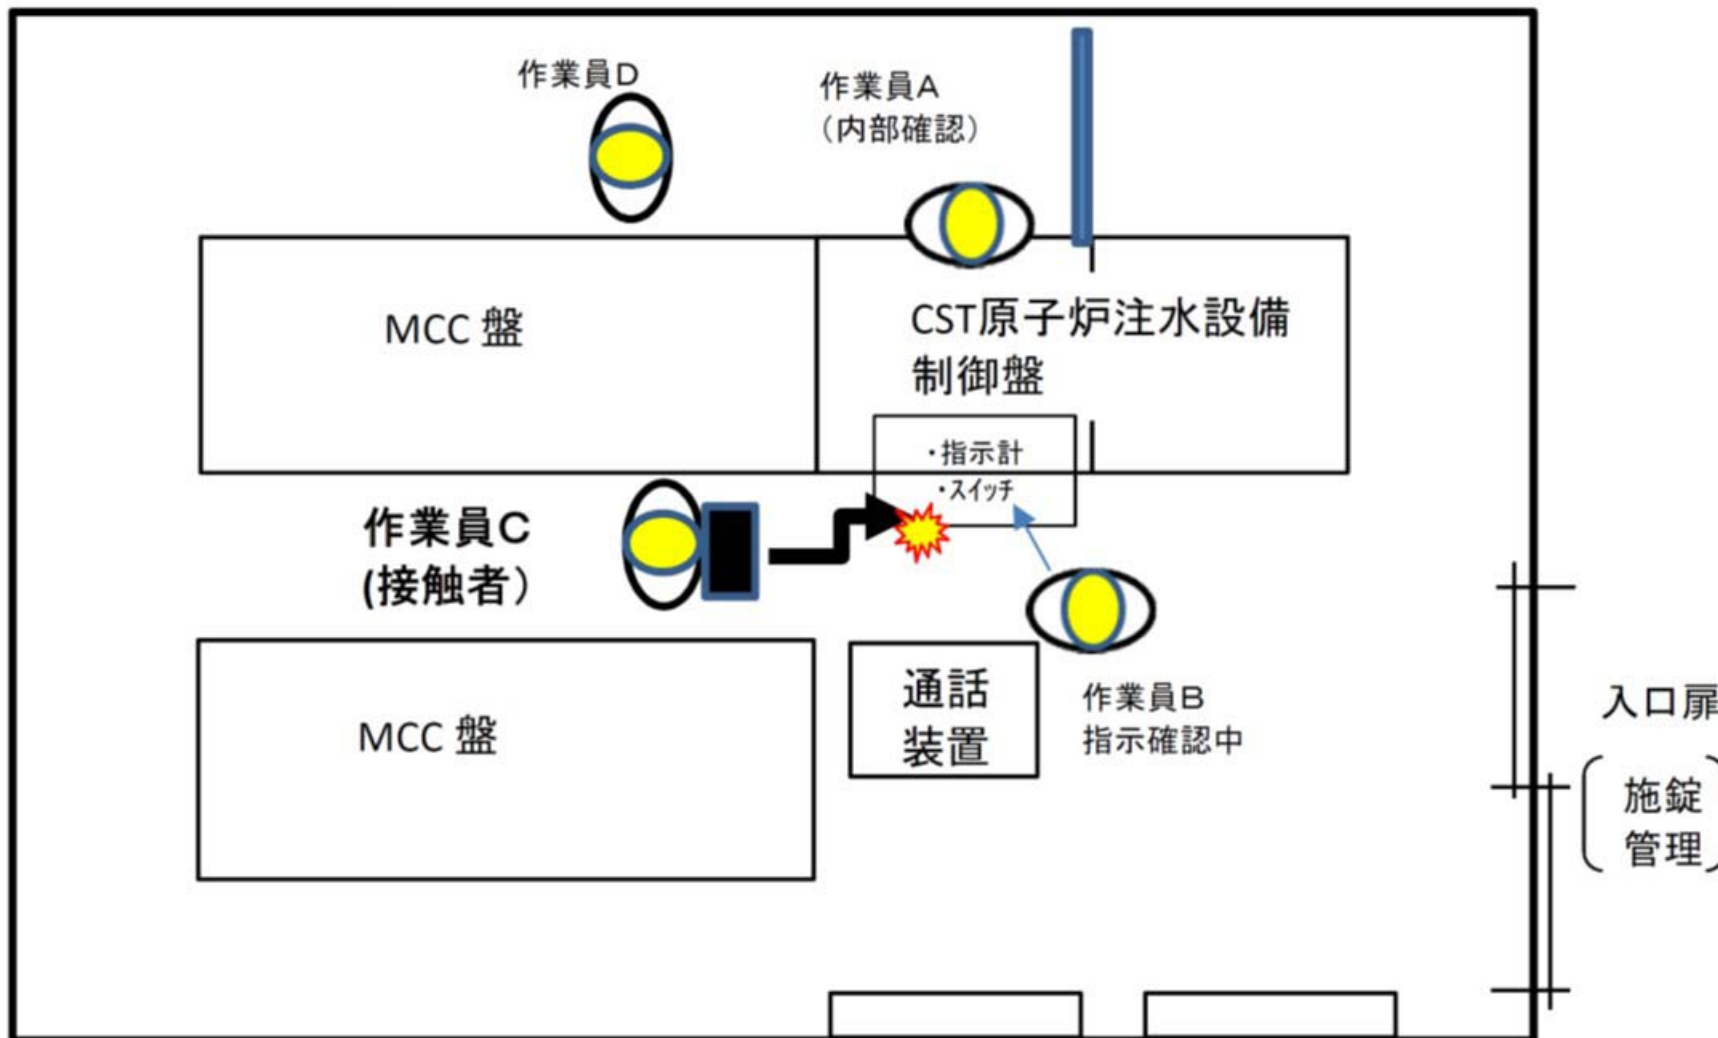 作業員D
作業員A
（内部確認）
MCC 盤
CST原子炉注水設備
制御盤
・指示計
・スイッチ
作業員C
(接触者）
MCC 盤
通話
装置
作業員B
指示確認中
入口扉
施錠
管理